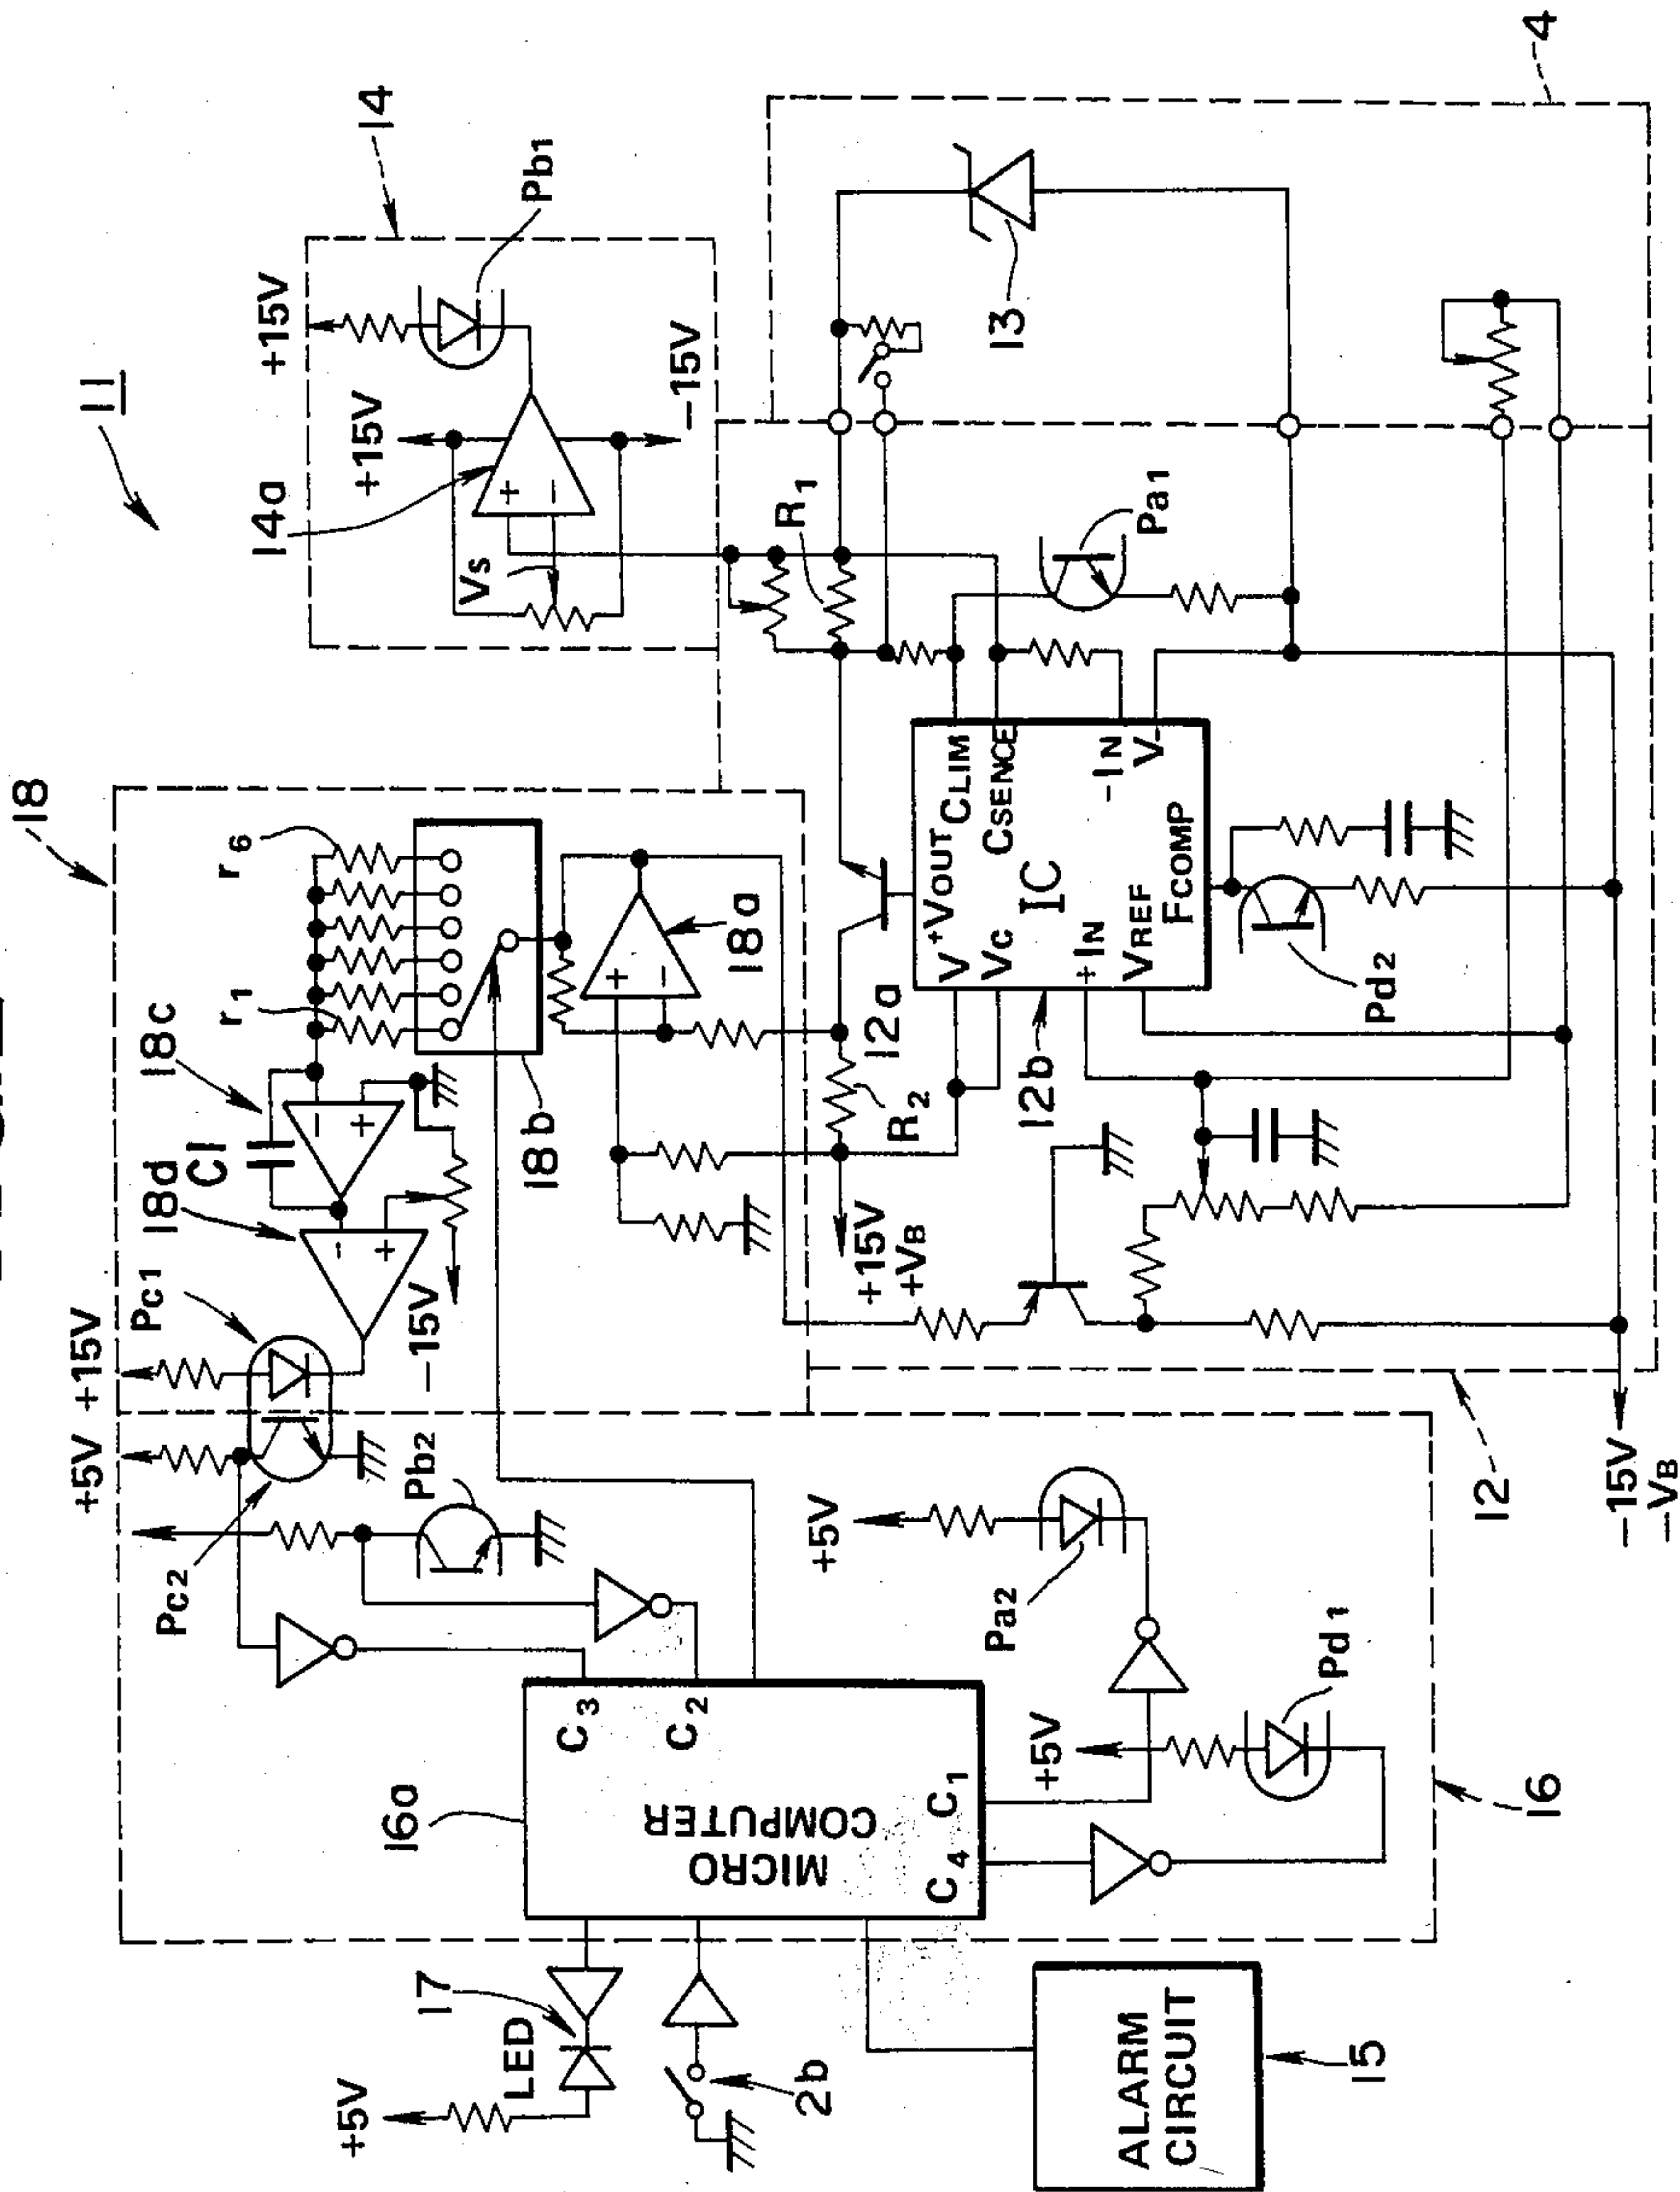 11
18
14
4
+15V
Pb1
+15V
14a
-15V
Vs
R1
13
Pa1
r6
r1
18c
18d
C1
18b
18a
Pc1
-15V
+15V
+5V
Pc2
Pb2
12a
R2
+15V
+VB
12b
V+
VOUT
CLIM
CSENCE
-IN
V-
VC
IC
+IN
VREF
FCOMP
Pd2
12
-15V
-VB
+5V
Pa2
Pd1
+5V
16
16a
MICRO
COMPUTER
C3
C2
C1
C4
17
LED
+5V
2b
ALARM
CIRCUIT
15